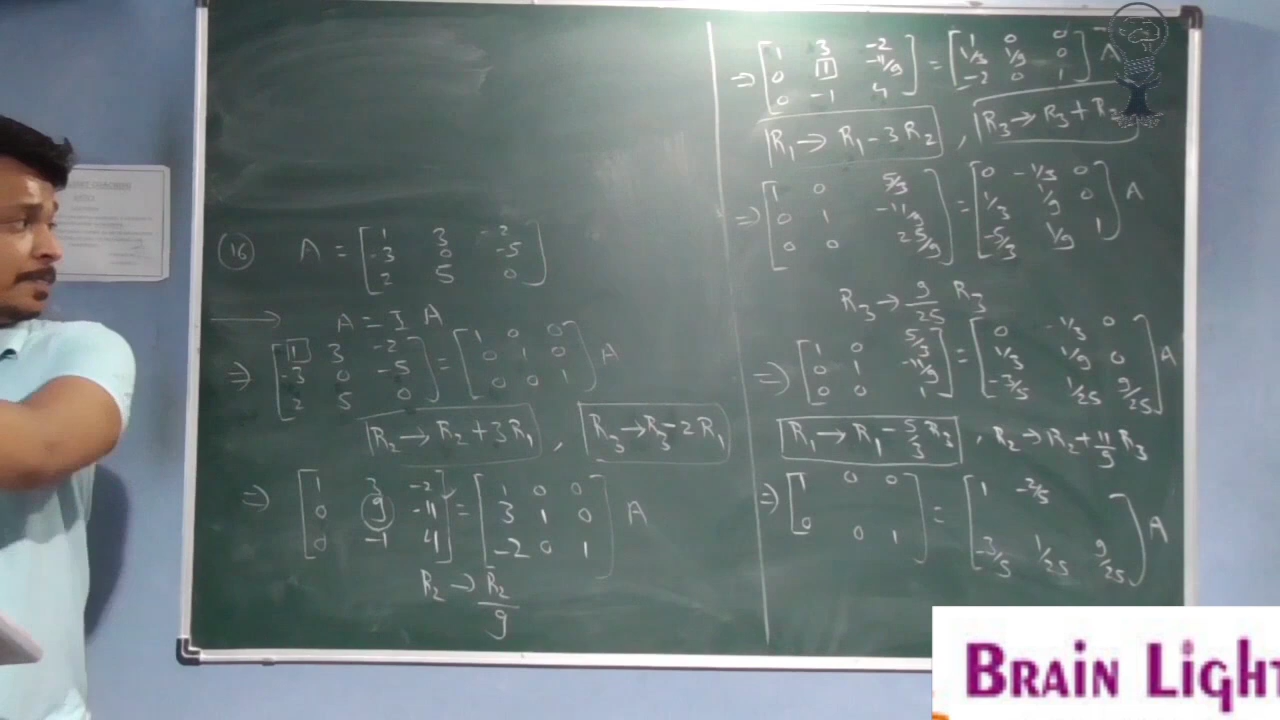 (16) A = [ 1 3 -2
-3 0 -5
2 5 0 ]
A = I A
⇒ [ 1 3 -2
-3 0 -5
2 5 0 ] = [ 1 0 0
0 1 0
0 0 1 ] A
R2 → R2 + 3R1 , R3 → R3 - 2R1
⇒ [ 1 3 -2
0 9 -11
0 -1 4 ] = [ 1 0 0
3 1 0
-2 0 1 ] A
R2 → R2/9
⇒ [ 1 3 -2
0 1 -11/9
0 -1 4 ] = [ 1 0 0
1/3 1/9 0
-2 0 1 ] A
R1 → R1 - 3R2 , R3 → R3 + R2
⇒ [ 1 0 5/3
0 1 -11/9
0 0 25/9 ] = [ 0 -1/3 0
1/3 1/9 0
-5/3 1/9 1 ] A
R3 → 9/25 R3
⇒ [ 1 0 5/3
0 1 -11/9
0 0 1 ] = [ 0 -1/3 0
1/3 1/9 0
-3/5 1/25 9/25 ] A
R1 → R1 - 5/3 R3 , R2 → R2 + 11/9 R3
⇒ [ 1 0 0
0 0 1 ] = [ 1 -2/5
-3/5 1/25 9/25 ] A
BRAIN LIGHT